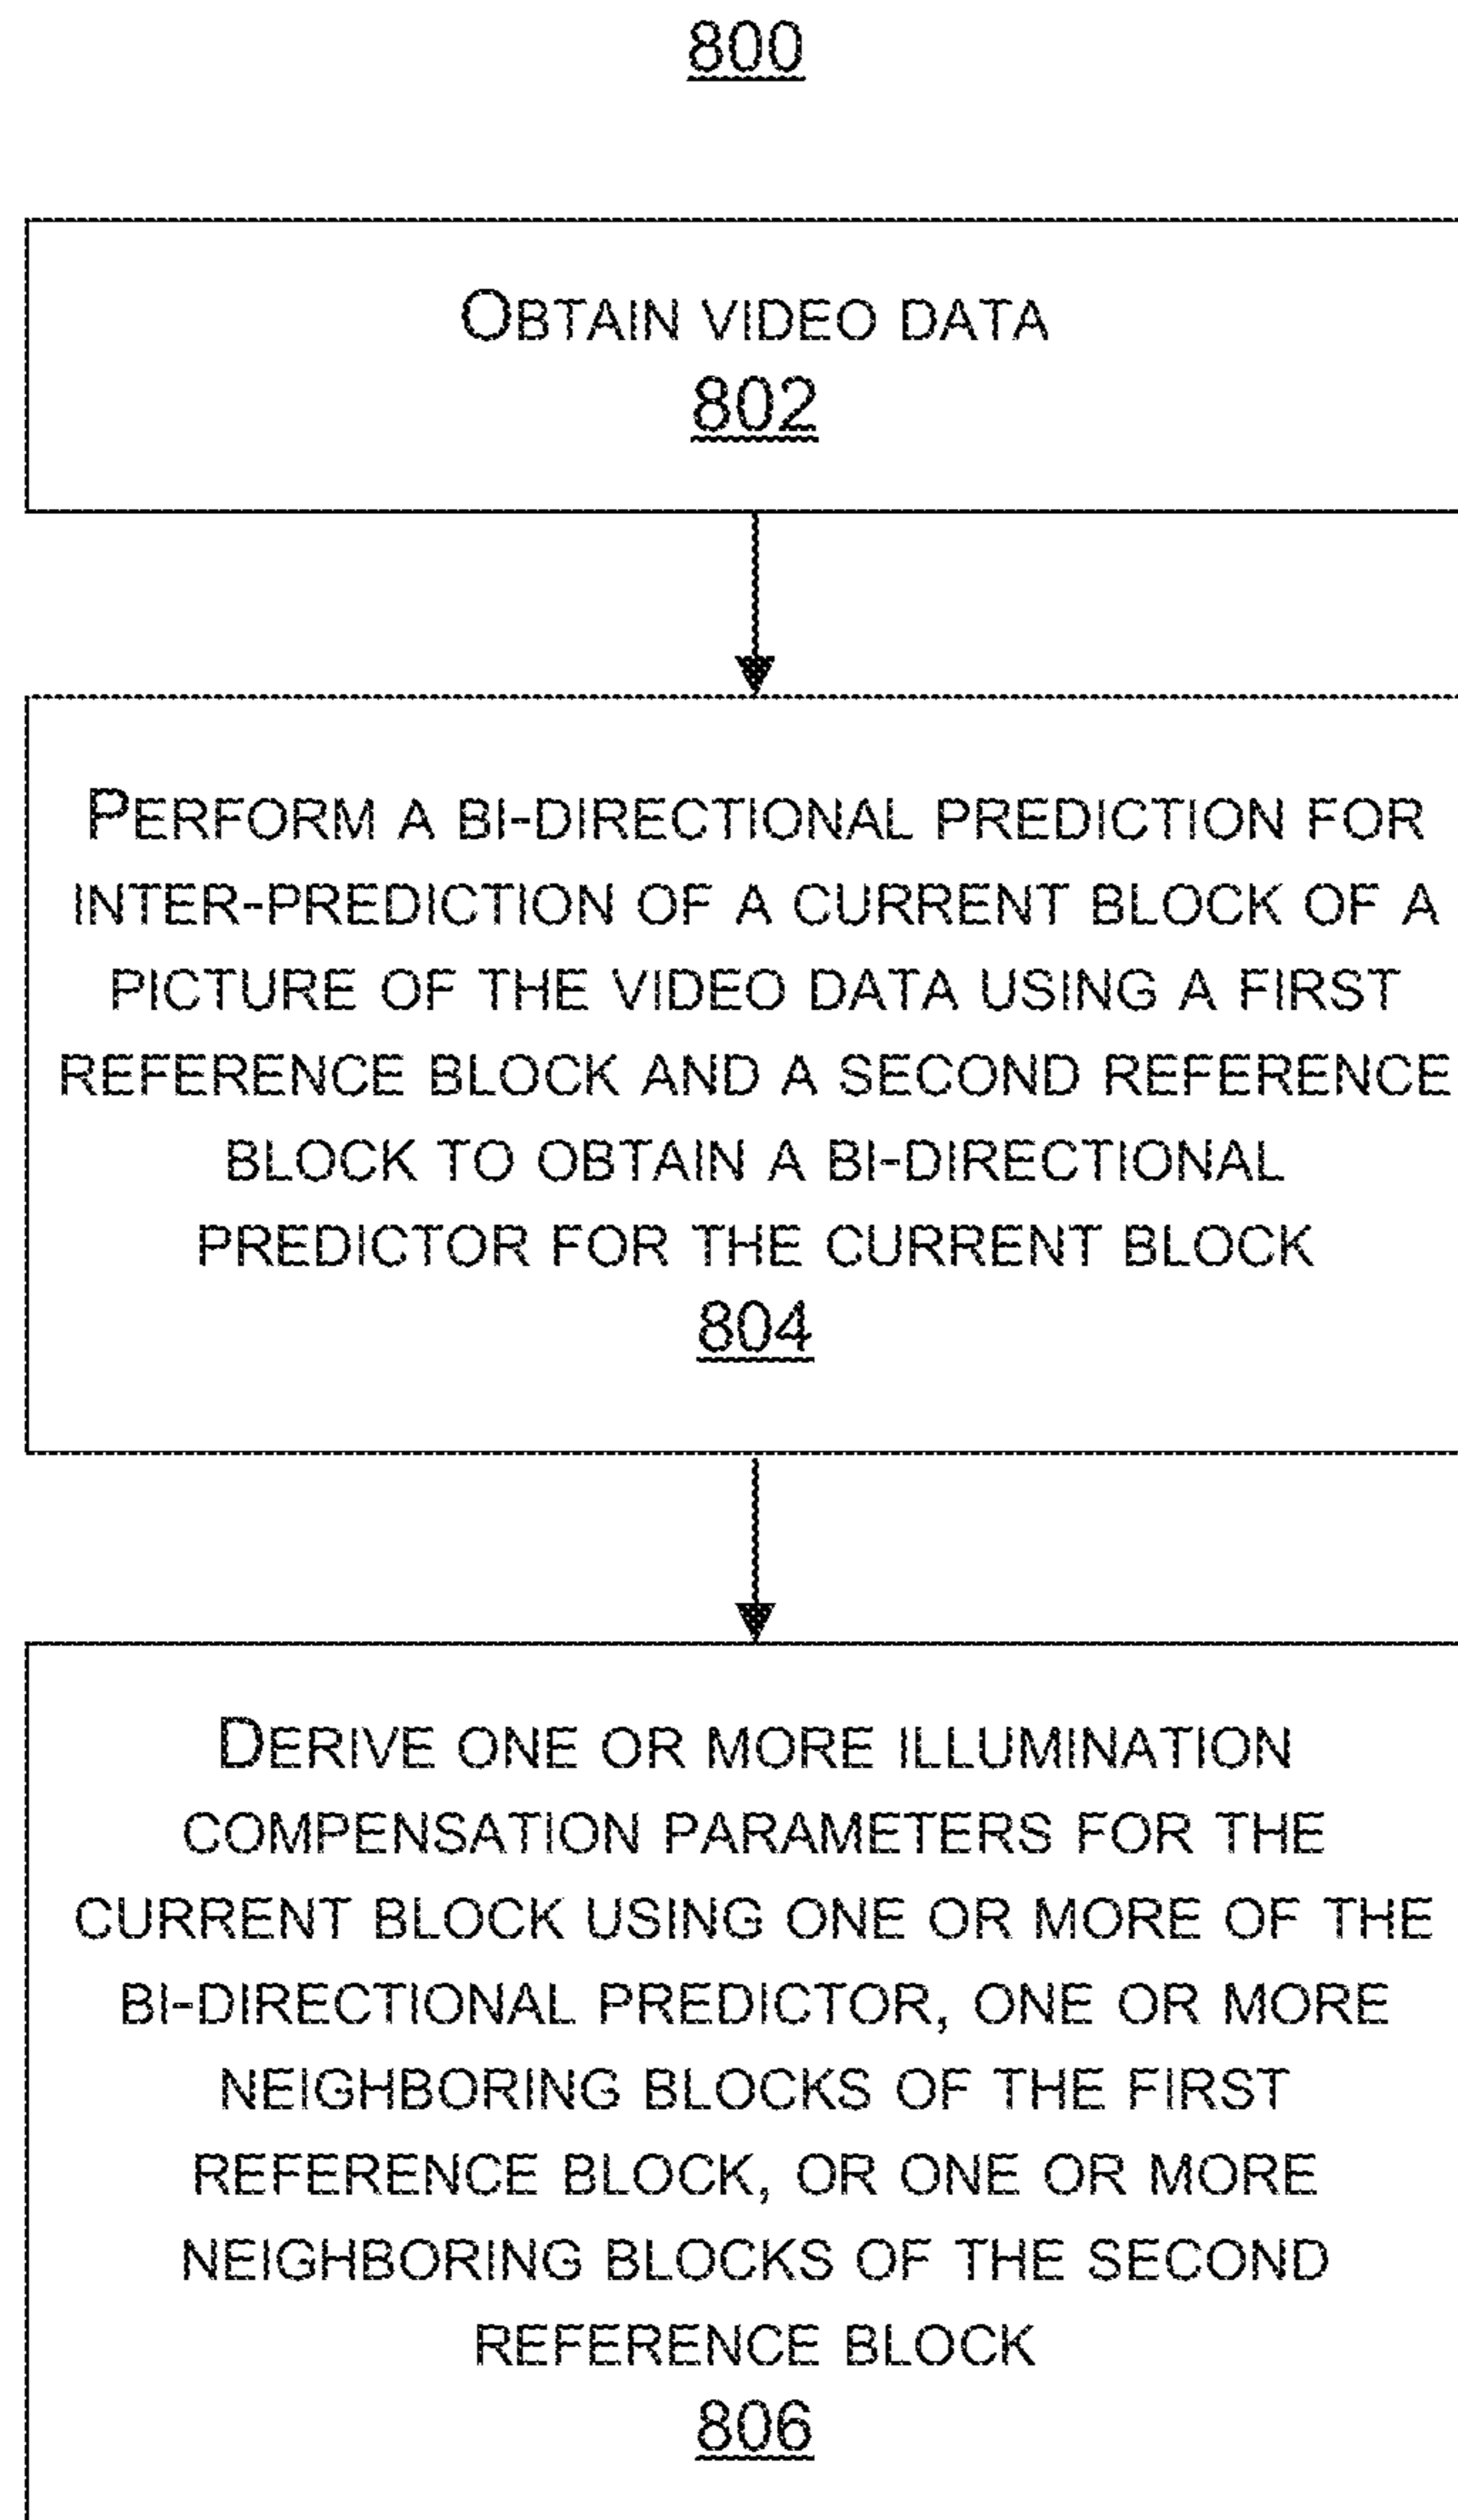 800
OBTAIN VIDEO DATA
802
PERFORM A BI-DIRECTIONAL PREDICTION FOR
INTER-PREDICTION OF A CURRENT BLOCK OF A
PICTURE OF THE VIDEO DATA USING A FIRST
REFERENCE BLOCK AND A SECOND REFERENCE
BLOCK TO OBTAIN A BI-DIRECTIONAL
PREDICTOR FOR THE CURRENT BLOCK
804
DERIVE ONE OR MORE ILLUMINATION
COMPENSATION PARAMETERS FOR THE
CURRENT BLOCK USING ONE OR MORE OF THE
BI-DIRECTIONAL PREDICTOR, ONE OR MORE
NEIGHBORING BLOCKS OF THE FIRST
REFERENCE BLOCK, OR ONE OR MORE
NEIGHBORING BLOCKS OF THE SECOND
REFERENCE BLOCK
806